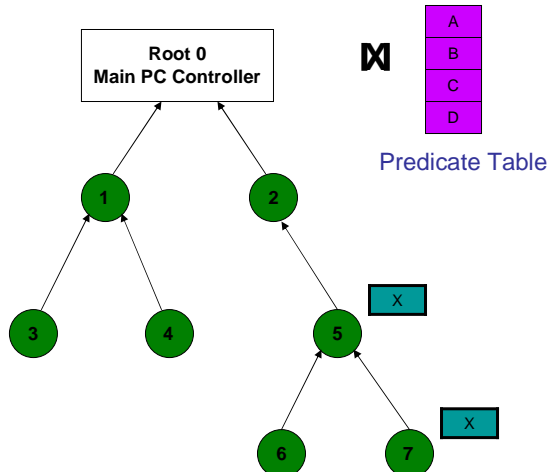 Root 0
Main PC Controller
A
B
C
D
Predicate Table
1
2
3
4
5
X
6
7
X